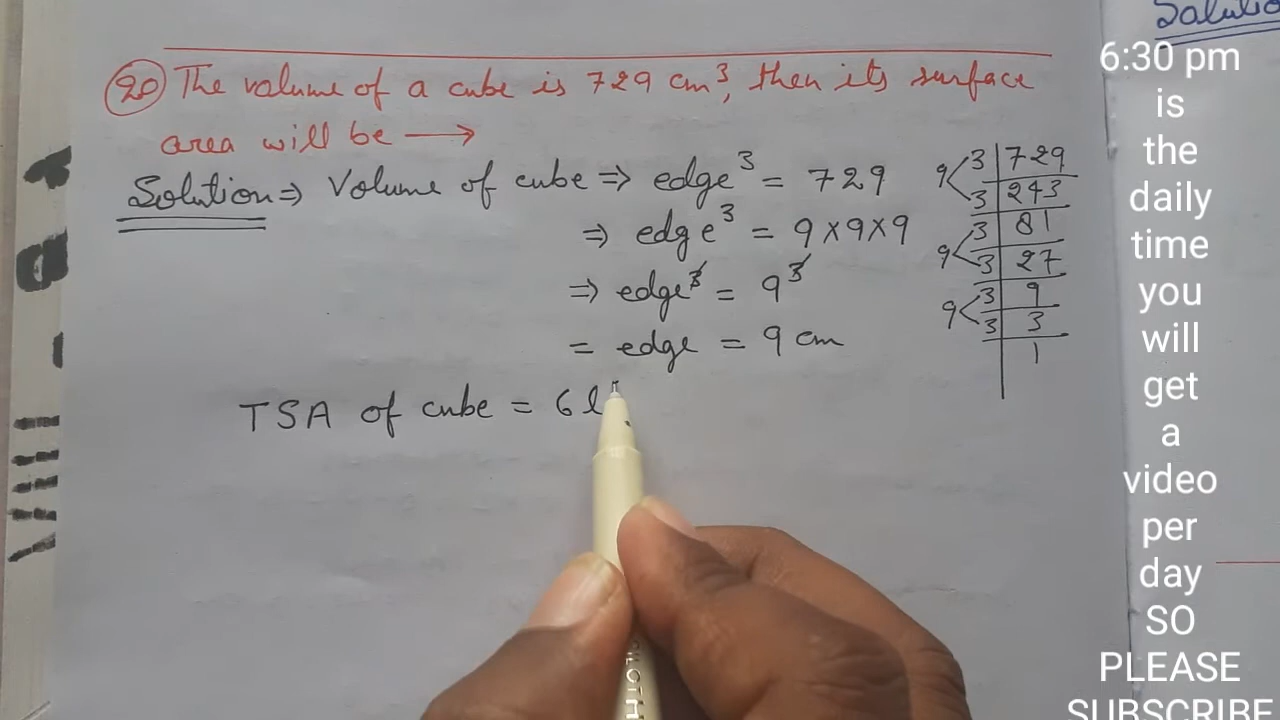 20 The volume of a cube is 729 cm³, then its surface
area will be →
Solution ⇒ Volume of cube ⇒ edge³ = 729
⇒ edge³ = 9×9×9
⇒ edge³ = 9³
= edge = 9 cm
TSA of cube = 6l
9 < 3 | 729
3 | 243
9 < 3 | 81
3 | 27
9 < 3 | 9
3 | 3
1
Solutio
6:30 pm
is
the
daily
time
you
will
get
a
video
per
day
SO
PLEASE
SUBSCRIBE